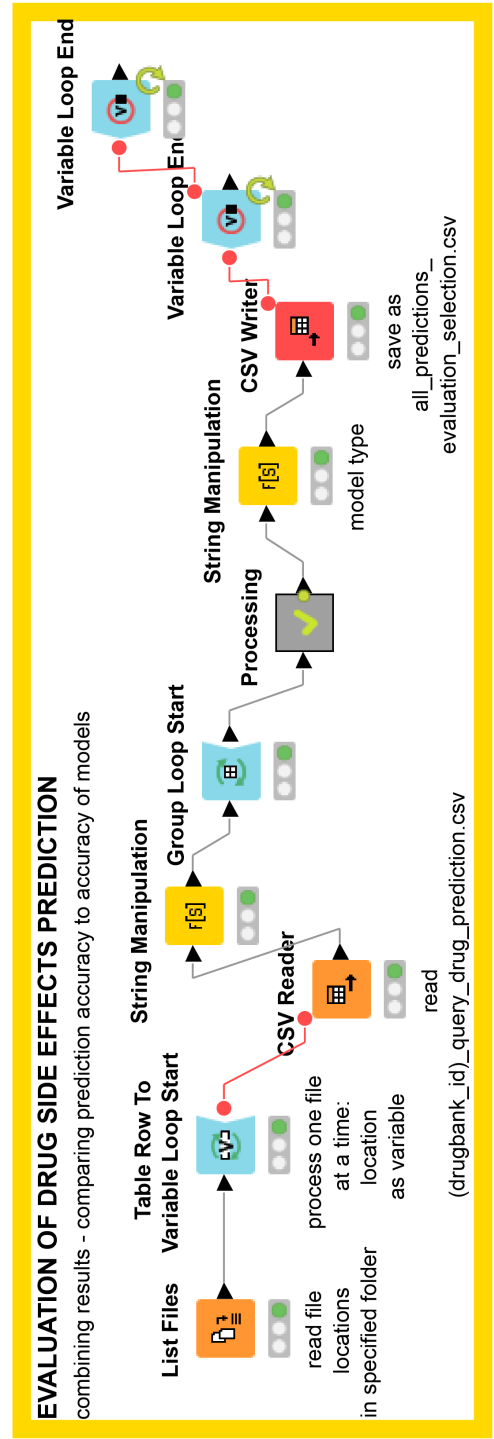 EVALUATION OF DRUG SIDE EFFECTS PREDICTION
combining results - comparing prediction accuracy to accuracy of models
List Files
read file
locations
in specified folder
Table Row To
Variable Loop Start
process one file
at a time:
location
as variable
CSV Reader
read
(drugbank_id)_query_drug_prediction.csv
String Manipulation
F[S]
Group Loop Start
Processing
String Manipulation
F[S]
model type
CSV Writer
save as
all_predictions_
evaluation_selection.csv
Variable Loop End
Variable Loop End